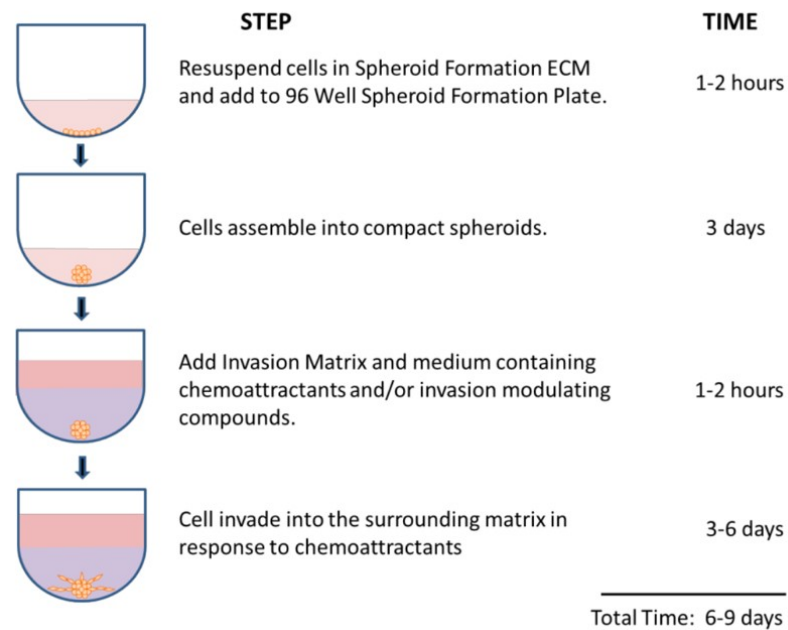 STEP TIME
Resuspend cells in Spheroid Formation ECM
and add to 96 Well Spheroid Formation Plate.
1-2 hours
Cells assemble into compact spheroids.
3 days
Add Invasion Matrix and medium containing
chemoattractants and/or invasion modulating
compounds.
1-2 hours
Cell invade into the surrounding matrix in
response to chemoattractants
3-6 days
Total Time: 6-9 days